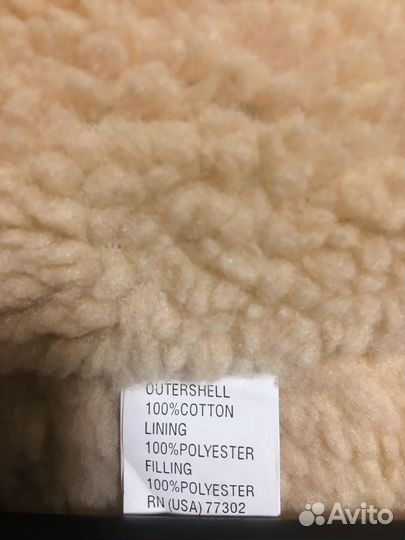 OUTERSHELL
100%COTTON
LINING
100%POLYESTER
FILLING
100%POLYESTER
RN (USA) 77302
Avito